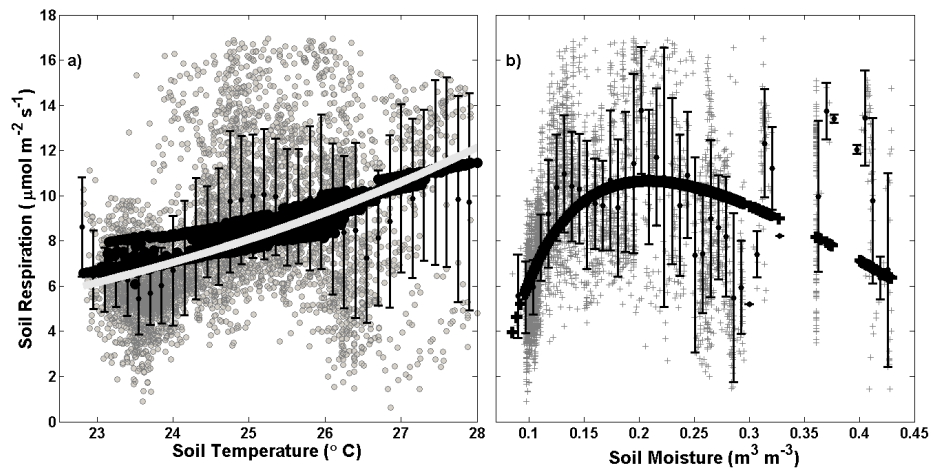 a)
b)
Soil Respiration (μmol m⁻² s⁻¹)
18
16
14
12
10
8
6
4
2
0
23 24 25 26 27 28
Soil Temperature (° C)
0.1 0.15 0.2 0.25 0.3 0.35 0.4 0.45
Soil Moisture (m³ m⁻³)